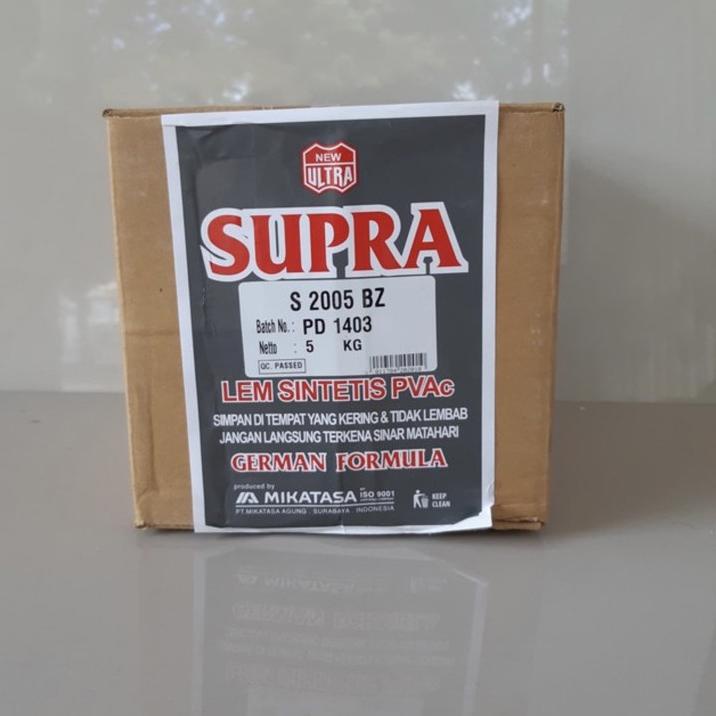 NEW
ULTRA
SUPRA
S 2005 BZ
Batch No. : PD 1403
Netto : 5 KG
QC. PASSED
LEM SINTETIS PVAc
SIMPAN DI TEMPAT YANG KERING & TIDAK LEMBAB
JANGAN LANGSUNG TERKENA SINAR MATAHARI
GERMAN FORMULA
produced by
MIKATASA ISO 9001
PT.MIKATASA AGUNG . SURABAYA . INDONESIA
KEEP
CLEAN